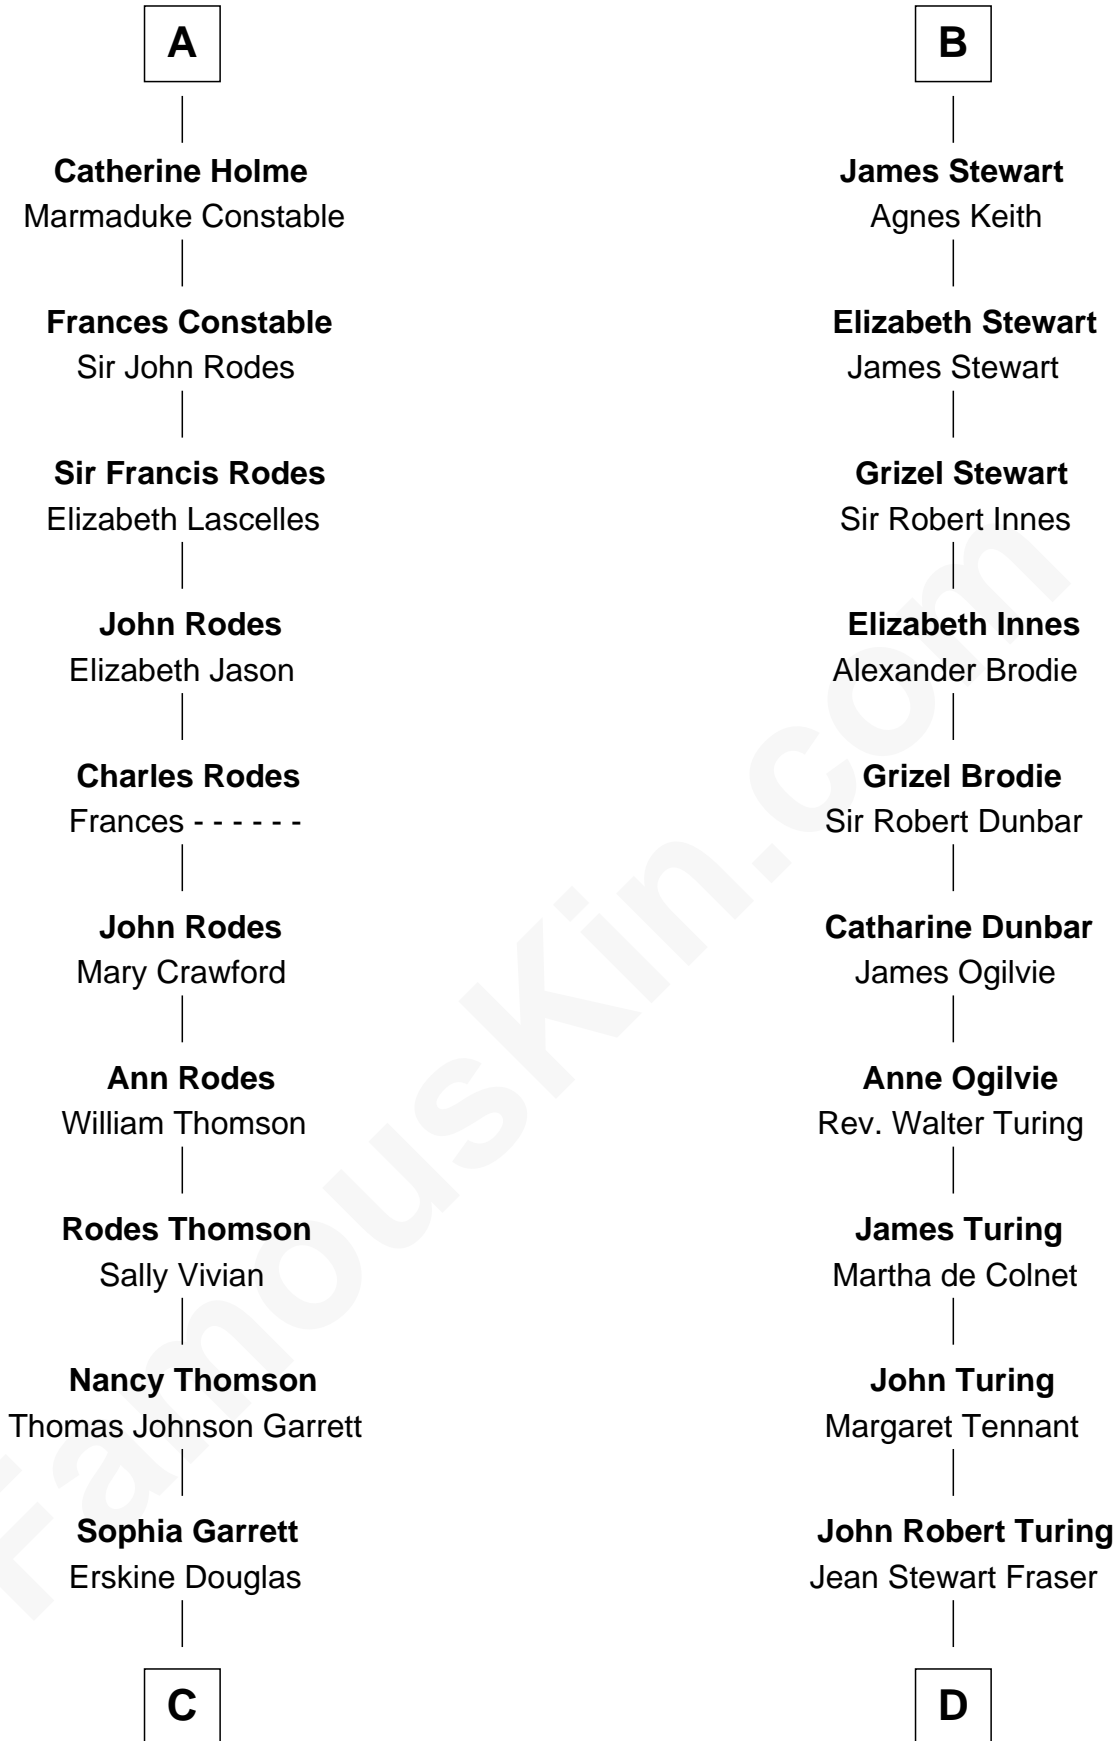 A
Catherine Holme
Marmaduke Constable
Frances Constable
Sir John Rodes
Sir Francis Rodes
Elizabeth Lascelles
John Rodes
Elizabeth Jason
Charles Rodes
Frances - - - - - -
John Rodes
Mary Crawford
Ann Rodes
William Thomson
Rodes Thomson
Sally Vivian
Nancy Thomson
Thomas Johnson Garrett
Sophia Garrett
Erskine Douglas
C
B
James Stewart
Agnes Keith
Elizabeth Stewart
James Stewart
Grizel Stewart
Sir Robert Innes
Elizabeth Innes
Alexander Brodie
Grizel Brodie
Sir Robert Dunbar
Catharine Dunbar
James Ogilvie
Anne Ogilvie
Rev. Walter Turing
James Turing
Martha de Colnet
John Turing
Margaret Tennant
John Robert Turing
Jean Stewart Fraser
D
FamousKin.com